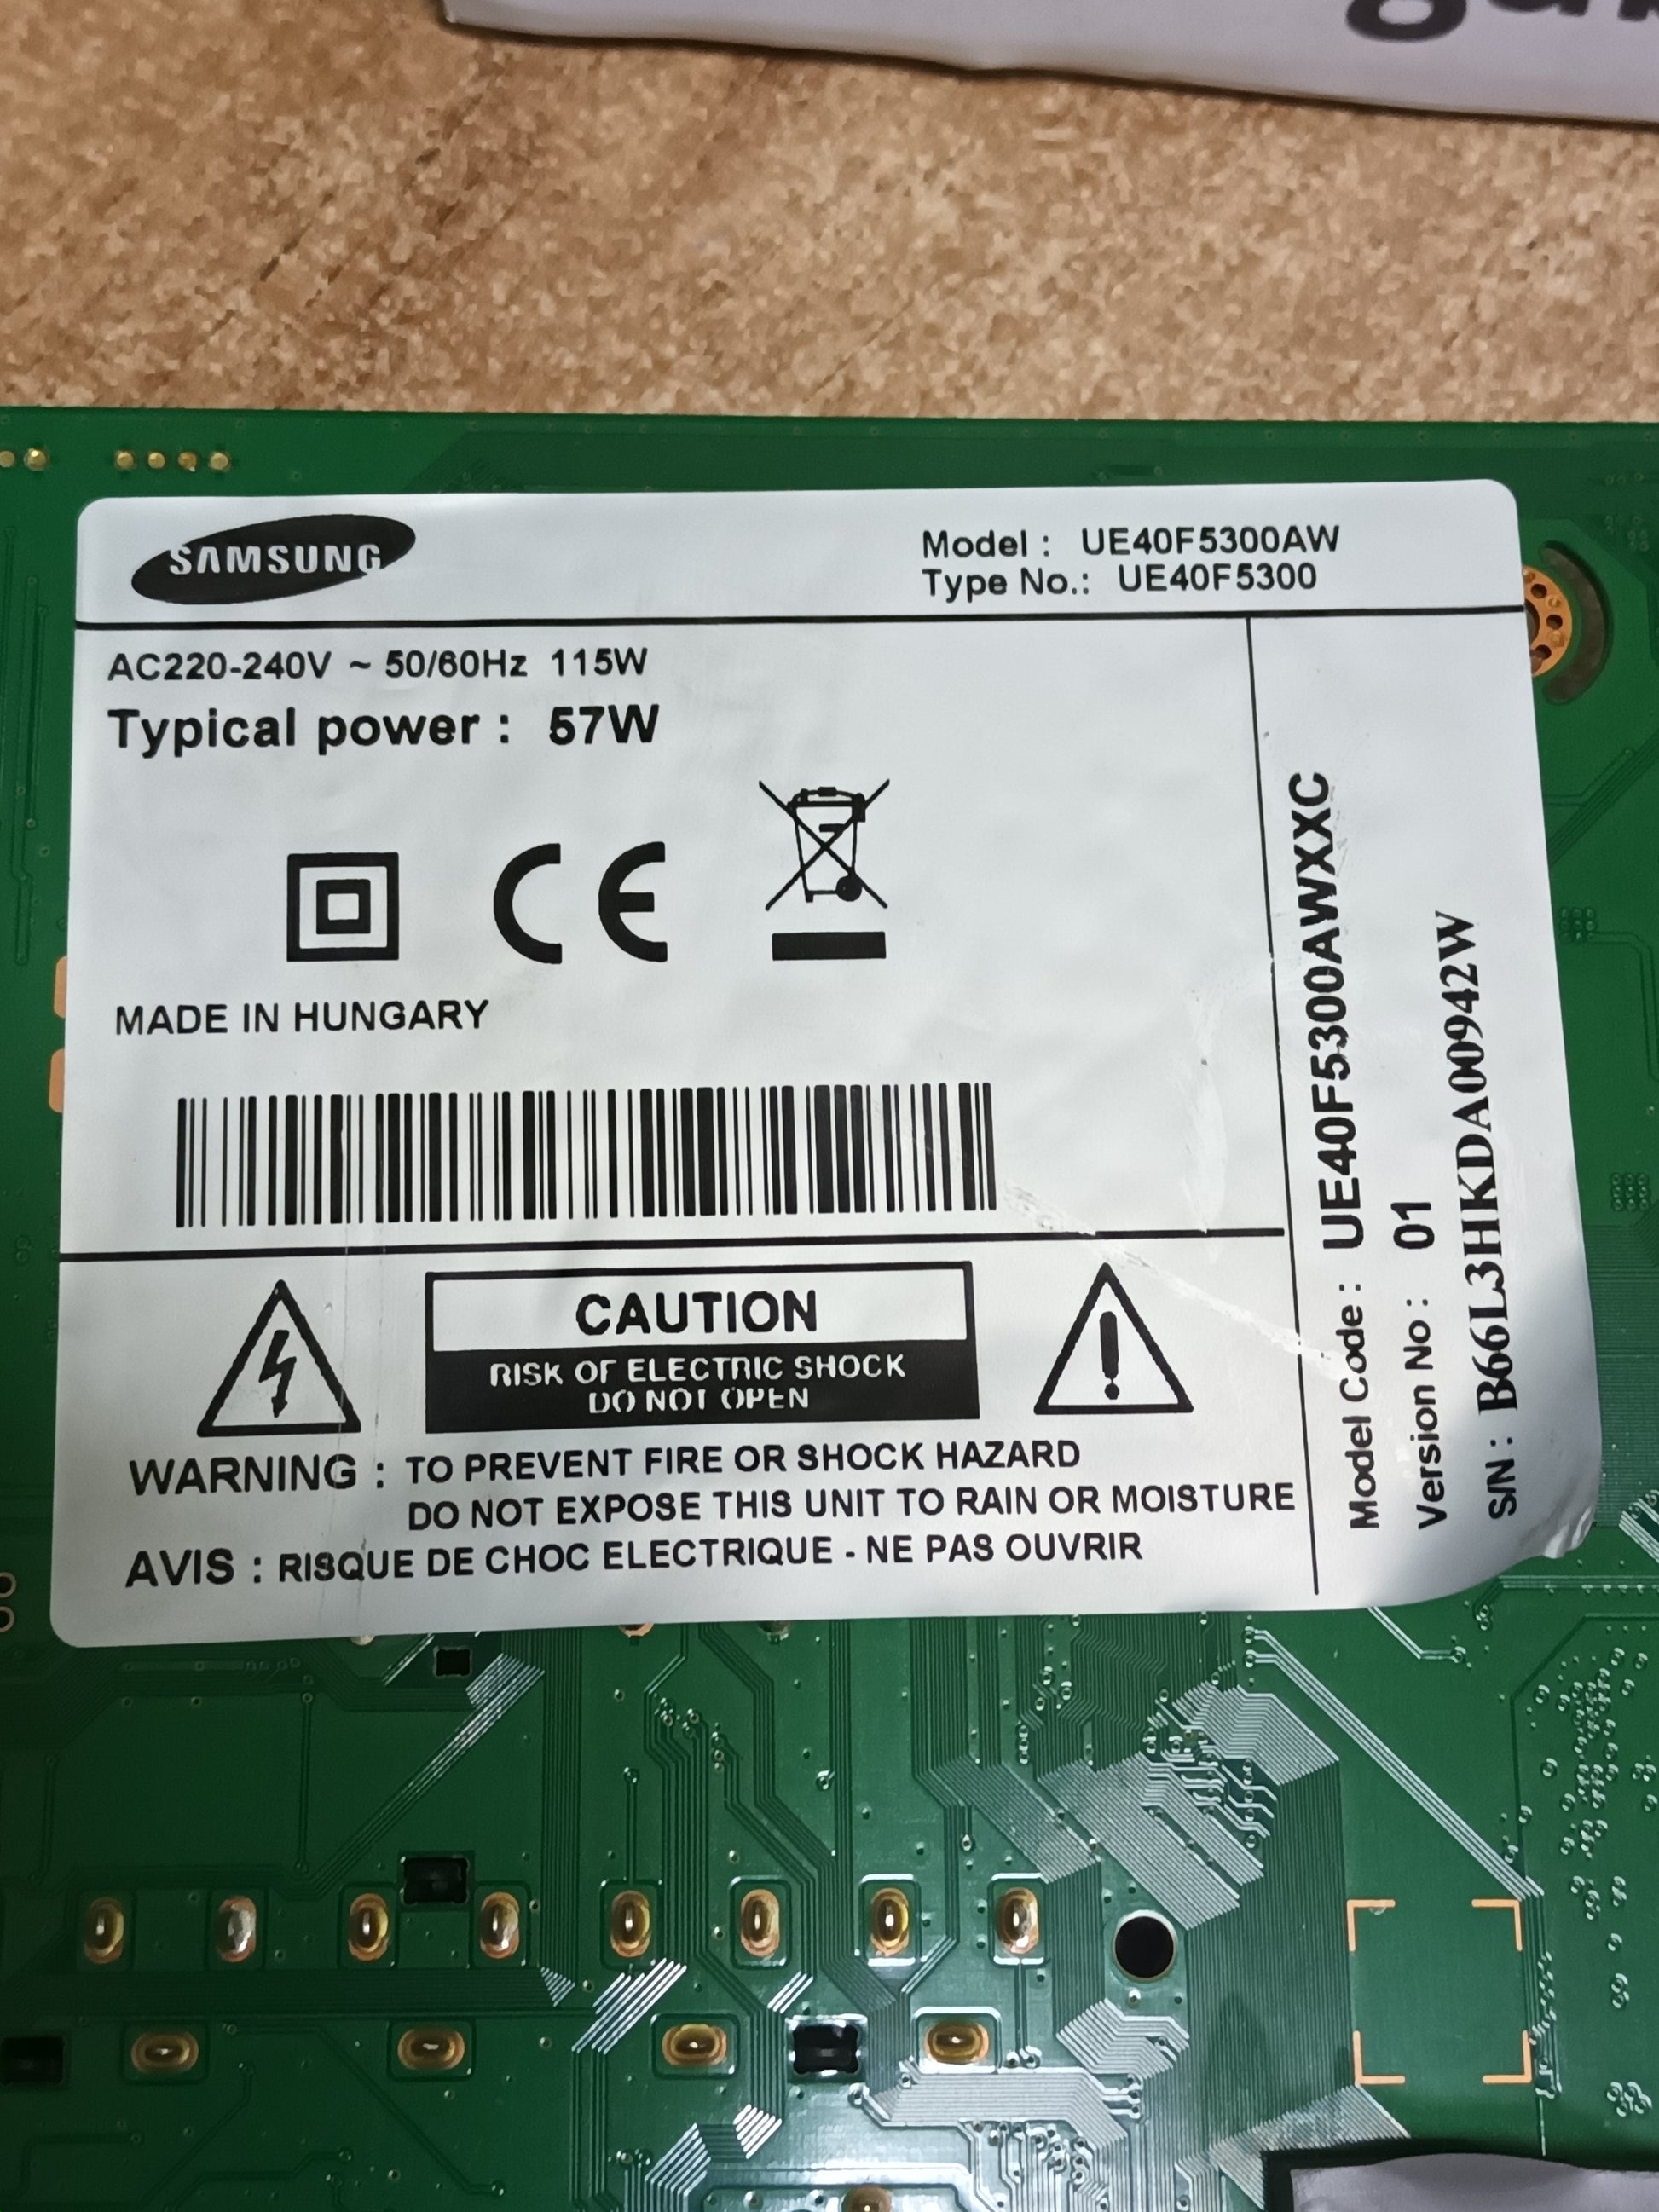 SAMSUNG
Model : UE40F5300AW
Type No.: UE40F5300
AC220-240V ~ 50/60Hz 115W
Typical power : 57W
CE
MADE IN HUNGARY
CAUTION
RISK OF ELECTRIC SHOCK
DO NOT OPEN
WARNING : TO PREVENT FIRE OR SHOCK HAZARD
DO NOT EXPOSE THIS UNIT TO RAIN OR MOISTURE
AVIS : RISQUE DE CHOC ELECTRIQUE - NE PAS OUVRIR
Model Code : UE40F5300AWXXC
Version No : 01
S/N : B66L3HKDA00942W